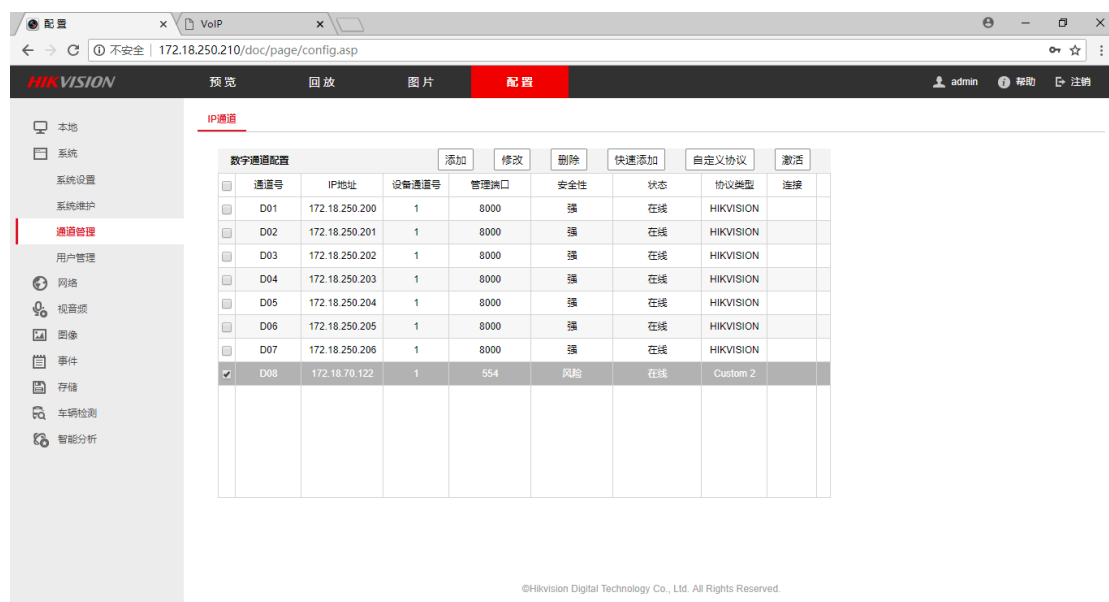 配置 VoIP
不安全 | 172.18.250.210/doc/page/config.asp
HIKVISION 预览 回放 图片 配置 admin 帮助 注销
IP通道
本地
系统
系统设置
系统维护
通道管理
用户管理
网络
视音频
图像
事件
存储
车辆检测
智能分析
数字通道配置 添加 修改 删除 快速添加 自定义协议 激活
通道号 IP地址 设备通道号 管理端口 安全性 状态 协议类型 连接
D01 172.18.250.200 1 8000 强 在线 HIKVISION
D02 172.18.250.201 1 8000 强 在线 HIKVISION
D03 172.18.250.202 1 8000 强 在线 HIKVISION
D04 172.18.250.203 1 8000 强 在线 HIKVISION
D05 172.18.250.204 1 8000 强 在线 HIKVISION
D06 172.18.250.205 1 8000 强 在线 HIKVISION
D07 172.18.250.206 1 8000 强 在线 HIKVISION
D08 172.18.70.122 1 554 风险 在线 Custom 2
©Hikvision Digital Technology Co., Ltd. All Rights Reserved.